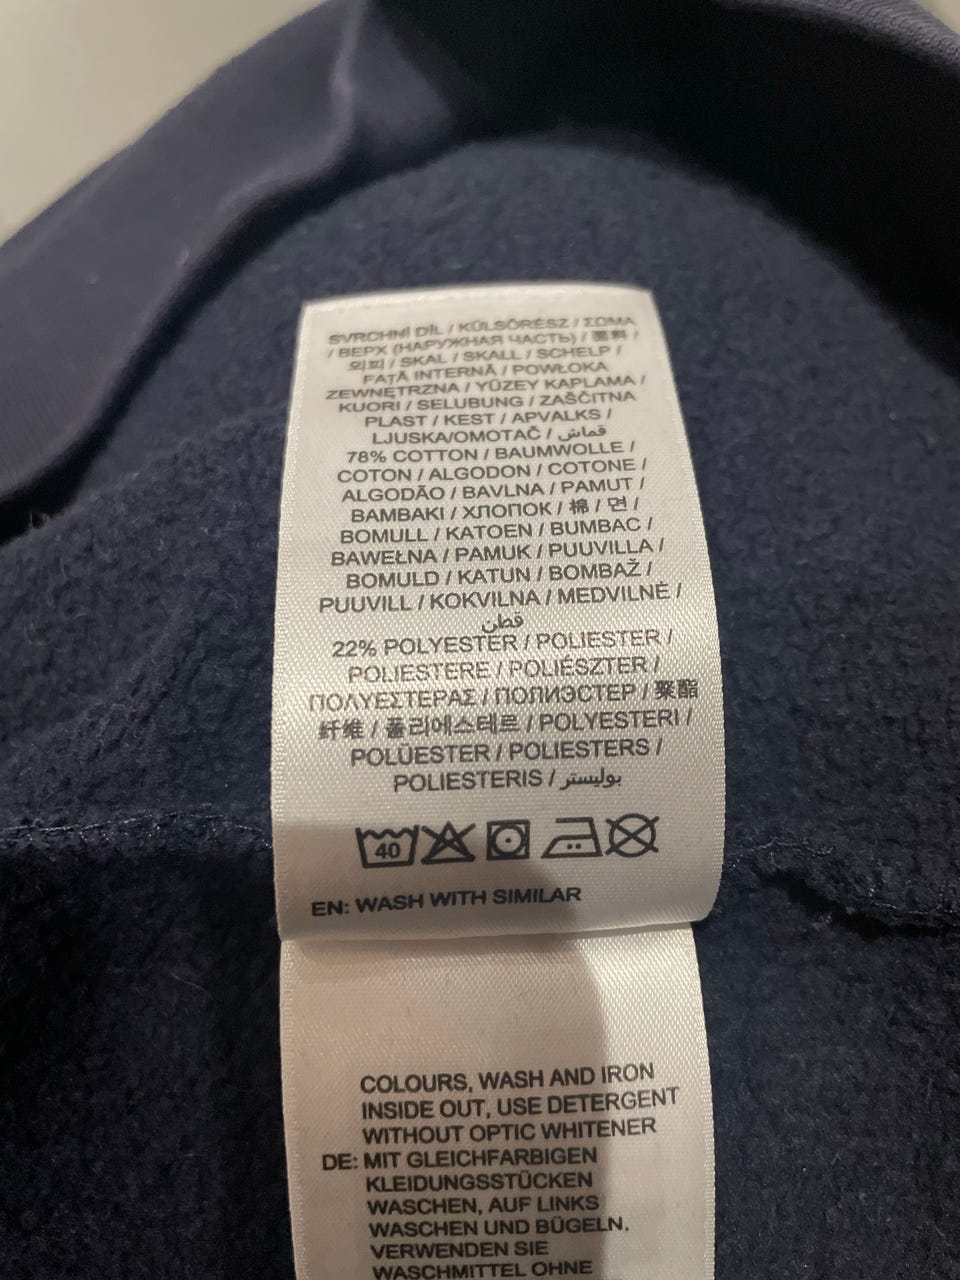 SVRCHNÍ DÍL / KÜLSŐRÉSZ / ΣΩΜΑ
/ ВЕРХ (НАРУЖНАЯ ЧАСТЬ) / 面料 /
외피 / SKAL / SKALL / SCHELP /
FAȚĂ INTERNĂ / POWŁOKA
ZEWNĘTRZNA / YÜZEY KAPLAMA /
KUORI / SELUBUNG / ZAŠČITNA
PLAST / KEST / APVALKS /
LJUSKA/OMOTAČ / قماش
78% COTTON / BAUMWOLLE /
COTON / ALGODON / COTONE /
ALGODÃO / BAVLNA / PAMUT /
BAMBAKI / ХЛОПОК / 棉 / 면 /
BOMULL / KATOEN / BUMBAC /
BAWEŁNA / PAMUK / PUUVILLA /
BOMULD / KATUN / BOMBAŽ /
PUUVILL / KOKVILNA / MEDVILNĖ /
قطن
22% POLYESTER / POLIESTER /
POLIESTERE / POLIÉSZTER /
ΠΟΛΥΕΣΤΕΡΑΣ / ПОЛИЭСТЕР / 聚酯
纤维 / 폴리에스테르 / POLYESTERI /
POLÜESTER / POLIESTERS /
POLIESTERIS / بوليستر
40
EN: WASH WITH SIMILAR
COLOURS, WASH AND IRON
INSIDE OUT, USE DETERGENT
WITHOUT OPTIC WHITENER
DE: MIT GLEICHFARBIGEN
KLEIDUNGSSTÜCKEN
WASCHEN, AUF LINKS
WASCHEN UND BÜGELN.
VERWENDEN SIE
WASCHMITTEL OHNE